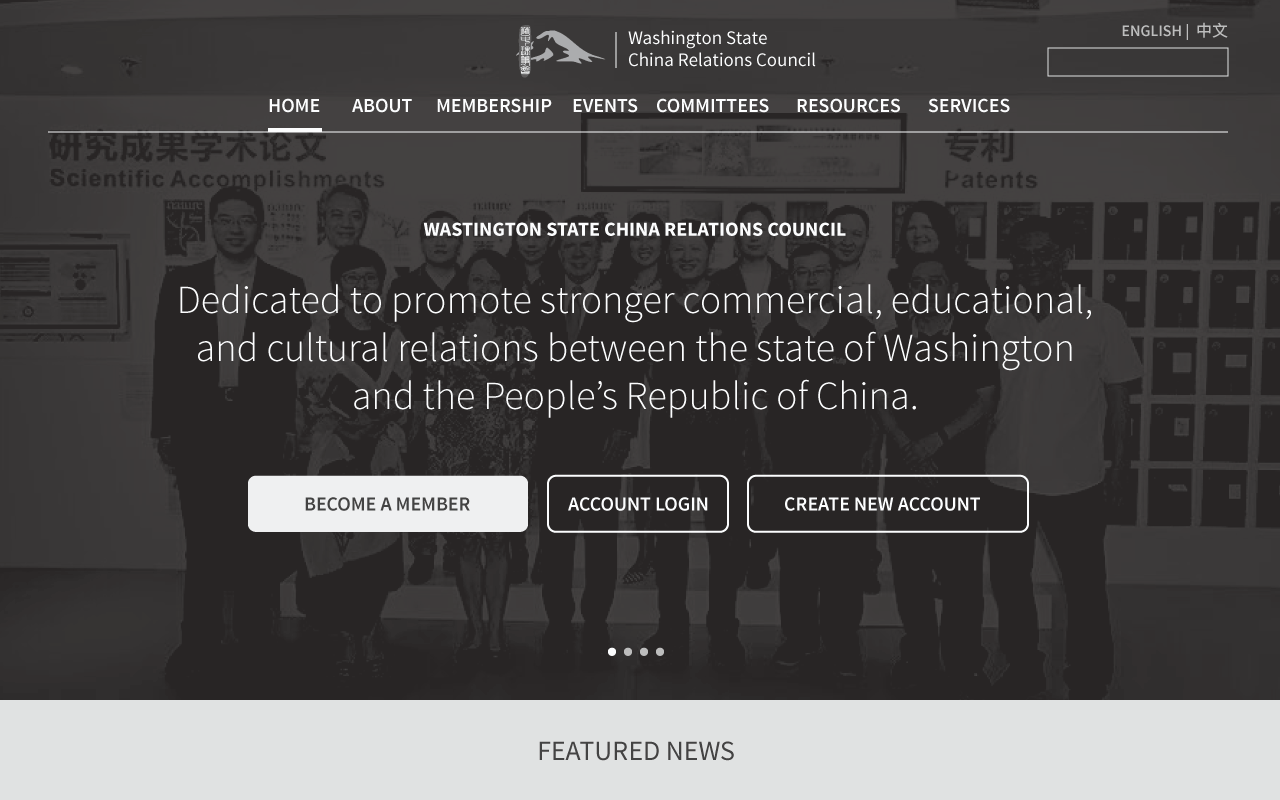 Washington State
China Relations Council
ENGLISH | 中文
HOME ABOUT MEMBERSHIP EVENTS COMMITTEES RESOURCES SERVICES
研究成果学术论文
Scientific Accomplishments
专利
Patents
nature
WASTINGTON STATE CHINA RELATIONS COUNCIL
Dedicated to promote stronger commercial, educational,
and cultural relations between the state of Washington
and the People’s Republic of China.
BECOME A MEMBER
ACCOUNT LOGIN
CREATE NEW ACCOUNT
FEATURED NEWS